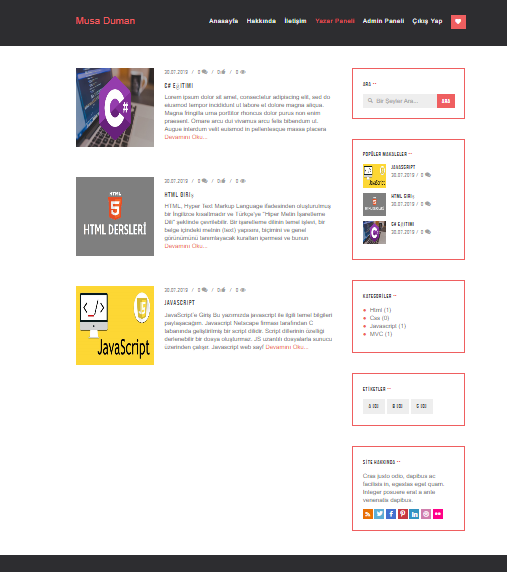 Musa Duman
Anasayfa Hakkında İletişim Yazar Paneli Admin Paneli Çıkış Yap
30.07.2019 / 0 / 0 / 0
C# EĞİTİMİ
Lorem ipsum dolor sit amet, consectetur adipiscing elit, sed do
eiusmod tempor incididunt ut labore et dolore magna aliqua.
Magna fringilla urna porttitor rhoncus dolor purus non enim
praesent. Ornare arcu dui vivamus arcu felis bibendum ut.
Augue interdum velit euismod in pellentesque massa placera
Devamını Oku...
HTML
5
HTML DERSLERİ
30.07.2019 / 0 / 0 / 0
HTML GİRİŞ
HTML, Hyper Text Markup Language ifadesinden oluşturulmuş
bir İngilizce kısaltmadır ve Türkçe'ye "Hiper Metin İşaretleme
Dili" şeklinde çevrilebilir. Bir işaretleme dilinin temel işlevi, bir
belge içindeki metnin (text) yapısını, biçimini ve genel
görünümünü tanımlayacak kuralları içermesi ve bunun
Devamını Oku...
JS
</>
JavaScript
30.07.2019 / 0 / 0 / 0
JAVASCRIPT
JavaScript'e Giriş Bu yazımızda javascript ile ilgili temel bilgileri
paylaşacağım. Javascript Netscape firması tarafından C
tabanında geliştirilmiş bir script dilidir. Script dillerinin özelliği
derlenebilir bir dosya oluşturmaz. JS uzantılı dosyalarla sunucu
üzerinden çalışır. Javascript web sayf Devamını Oku...
ARA --
Bir Şeyler Ara... ARA
POPÜLER MAKALELER --
JAVASCRIPT
30.07.2019 / 0
HTML GİRİŞ
30.07.2019 / 0
C# EĞİTİMİ
30.07.2019 / 0
KATEGORİLER --
Html (1)
Css (0)
Javascript (1)
MVC (1)
ETİKETLER --
A (0) B (0) C (0)
SİTE HAKKINDA --
Cras justo odio, dapibus ac
facilisis in, egestas eget quam.
Integer posuere erat a ante
venenatis dapibus.